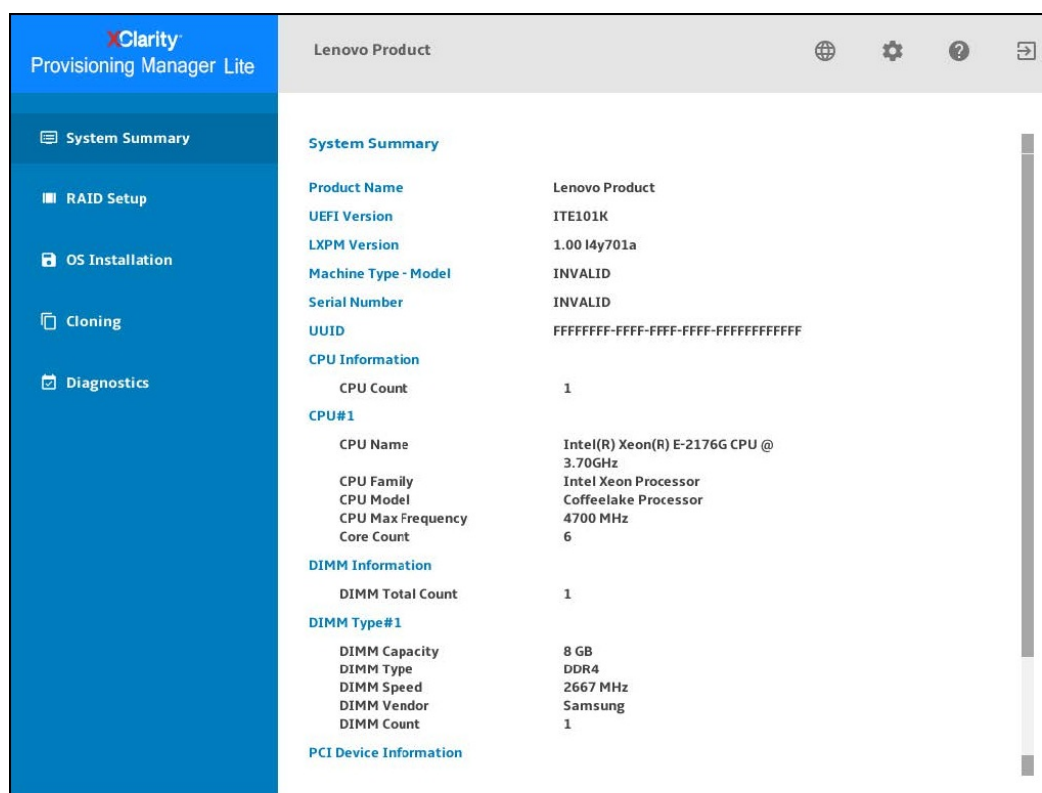 XClarity
Provisioning Manager Lite
Lenovo Product
System Summary
RAID Setup
OS Installation
Cloning
Diagnostics
System Summary
Product Name Lenovo Product
UEFI Version ITE101K
LXPM Version 1.00 l4y701a
Machine Type - Model INVALID
Serial Number INVALID
UUID FFFFFFFF-FFFF-FFFF-FFFF-FFFFFFFFFFFF
CPU Information
CPU Count 1
CPU#1
CPU Name Intel(R) Xeon(R) E-2176G CPU @
3.70GHz
CPU Family Intel Xeon Processor
CPU Model Coffeelake Processor
CPU Max Frequency 4700 MHz
Core Count 6
DIMM Information
DIMM Total Count 1
DIMM Type#1
DIMM Capacity 8 GB
DIMM Type DDR4
DIMM Speed 2667 MHz
DIMM Vendor Samsung
DIMM Count 1
PCI Device Information